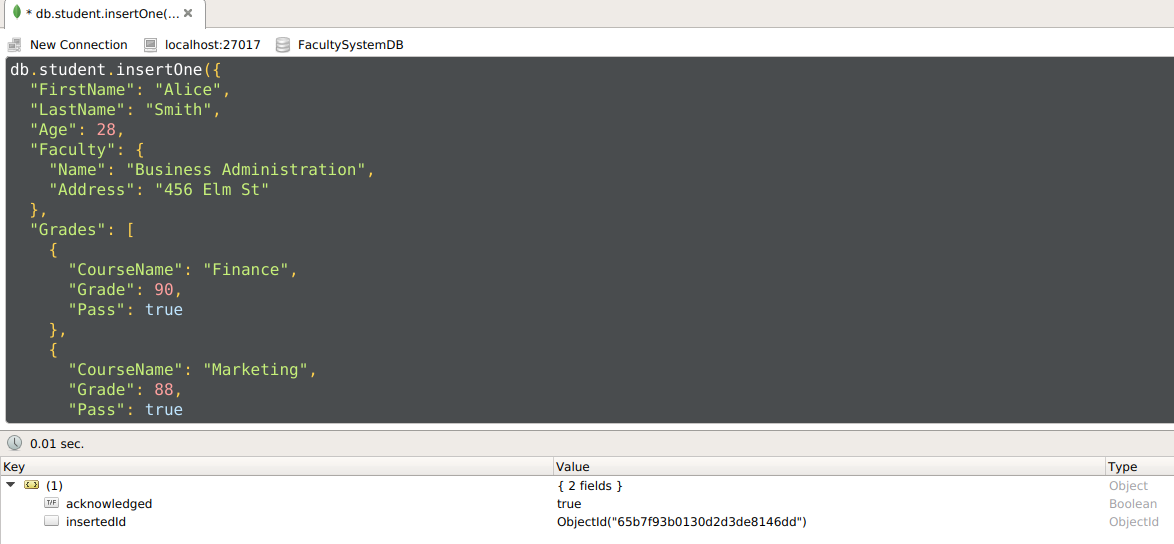 * db.student.insertOne(... ✕
New Connection localhost:27017 FacultySystemDB
db.student.insertOne({
  "FirstName": "Alice",
  "LastName": "Smith",
  "Age": 28,
  "Faculty": {
    "Name": "Business Administration",
    "Address": "456 Elm St"
  },
  "Grades": [
    {
      "CourseName": "Finance",
      "Grade": 90,
      "Pass": true
    },
    {
      "CourseName": "Marketing",
      "Grade": 88,
      "Pass": true
0.01 sec.
Key Value Type
(1) { 2 fields } Object
T/F acknowledged true Boolean
insertedId ObjectId("65b7f93b0130d2d3de8146dd") ObjectId